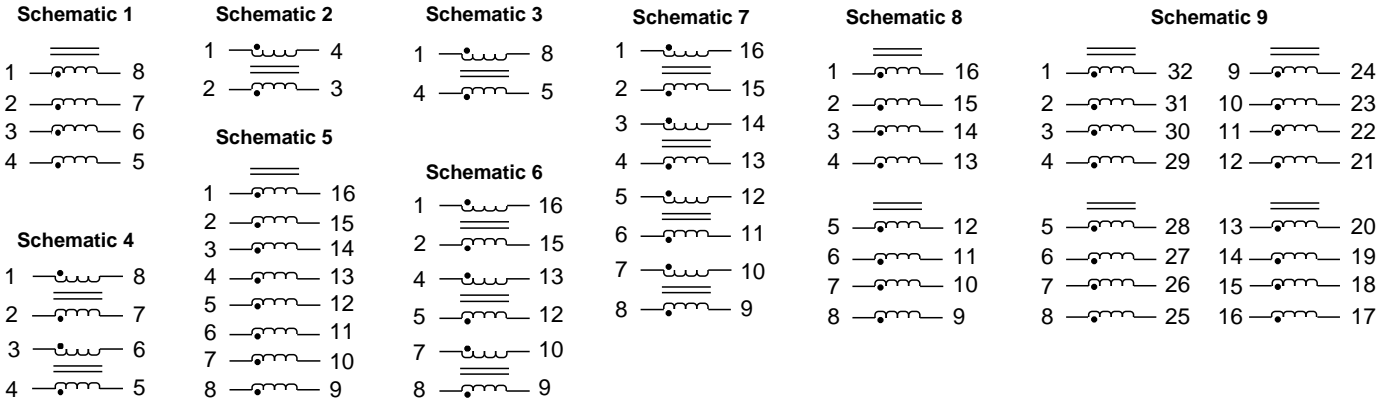 Schematic 1
1 8
2 7
3 6
4 5
Schematic 2
1 4
2 3
Schematic 3
1 8
4 5
Schematic 4
1 8
2 7
3 6
4 5
Schematic 5
1 16
2 15
3 14
4 13
5 12
6 11
7 10
8 9
Schematic 6
1 16
2 15
4 13
5 12
7 10
8 9
Schematic 7
1 16
2 15
3 14
4 13
5 12
6 11
7 10
8 9
Schematic 8
1 16
2 15
3 14
4 13
5 12
6 11
7 10
8 9
Schematic 9
1 32 9 24
2 31 10 23
3 30 11 22
4 29 12 21
5 28 13 20
6 27 14 19
7 26 15 18
8 25 16 17